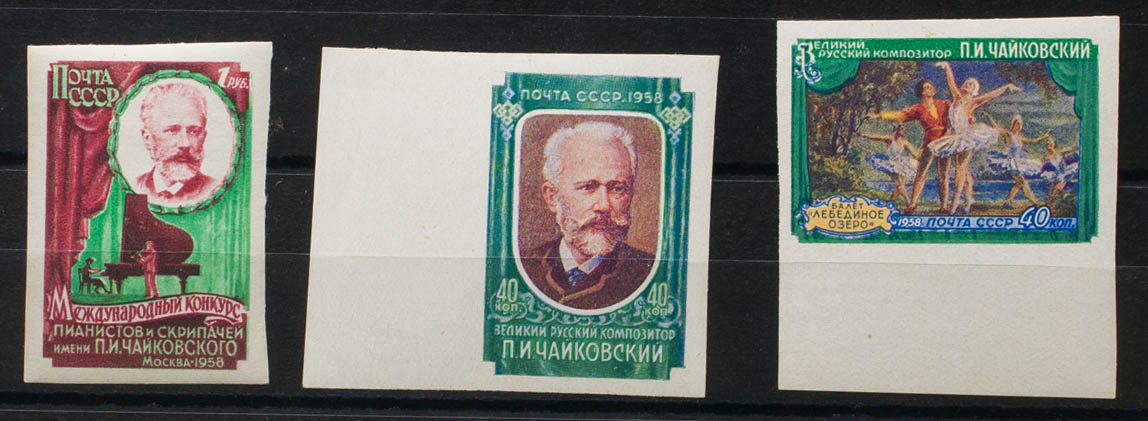 ПОЧТА
СССР
1 РУБ.
МЕЖДУНАРОДНЫЙ КОНКУРС
ПИАНИСТОВ И СКРИПАЧЕЙ
ИМЕНИ П.И.ЧАЙКОВСКОГО
МОСКВА-1958
ПОЧТА СССР.1958
40 КОП. 40 КОП
ВЕЛИКИЙ РУССКИЙ КОМПОЗИТОР
П.И.ЧАЙКОВСКИЙ
ВЕЛИКИЙ
РУССКИЙ КОМПОЗИТОР П.И.ЧАЙКОВСКИЙ
БАЛЕТ
«ЛЕБЕДИНОЕ
ОЗЕРО»
1958 ПОЧТА СССР 40 КОП.